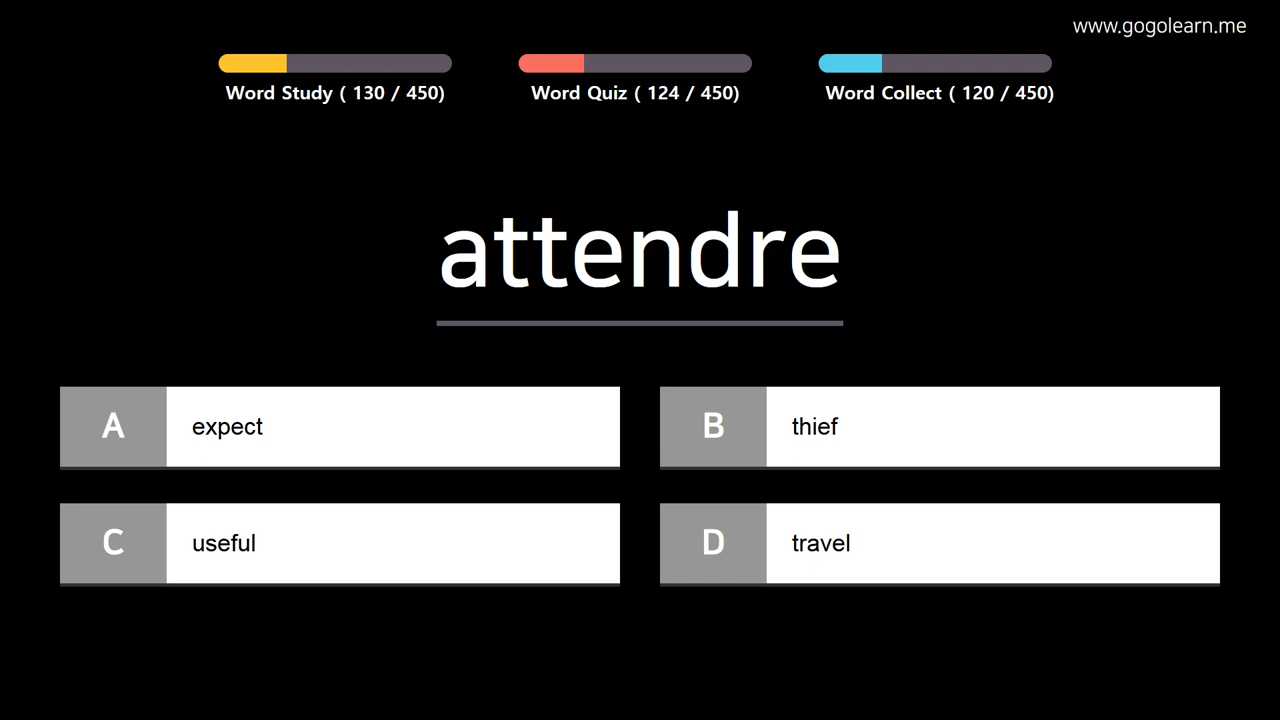 www.gogolearn.me
Word Study ( 130 / 450)
Word Quiz ( 124 / 450)
Word Collect ( 120 / 450)
attendre
A expect
B thief
C useful
D travel